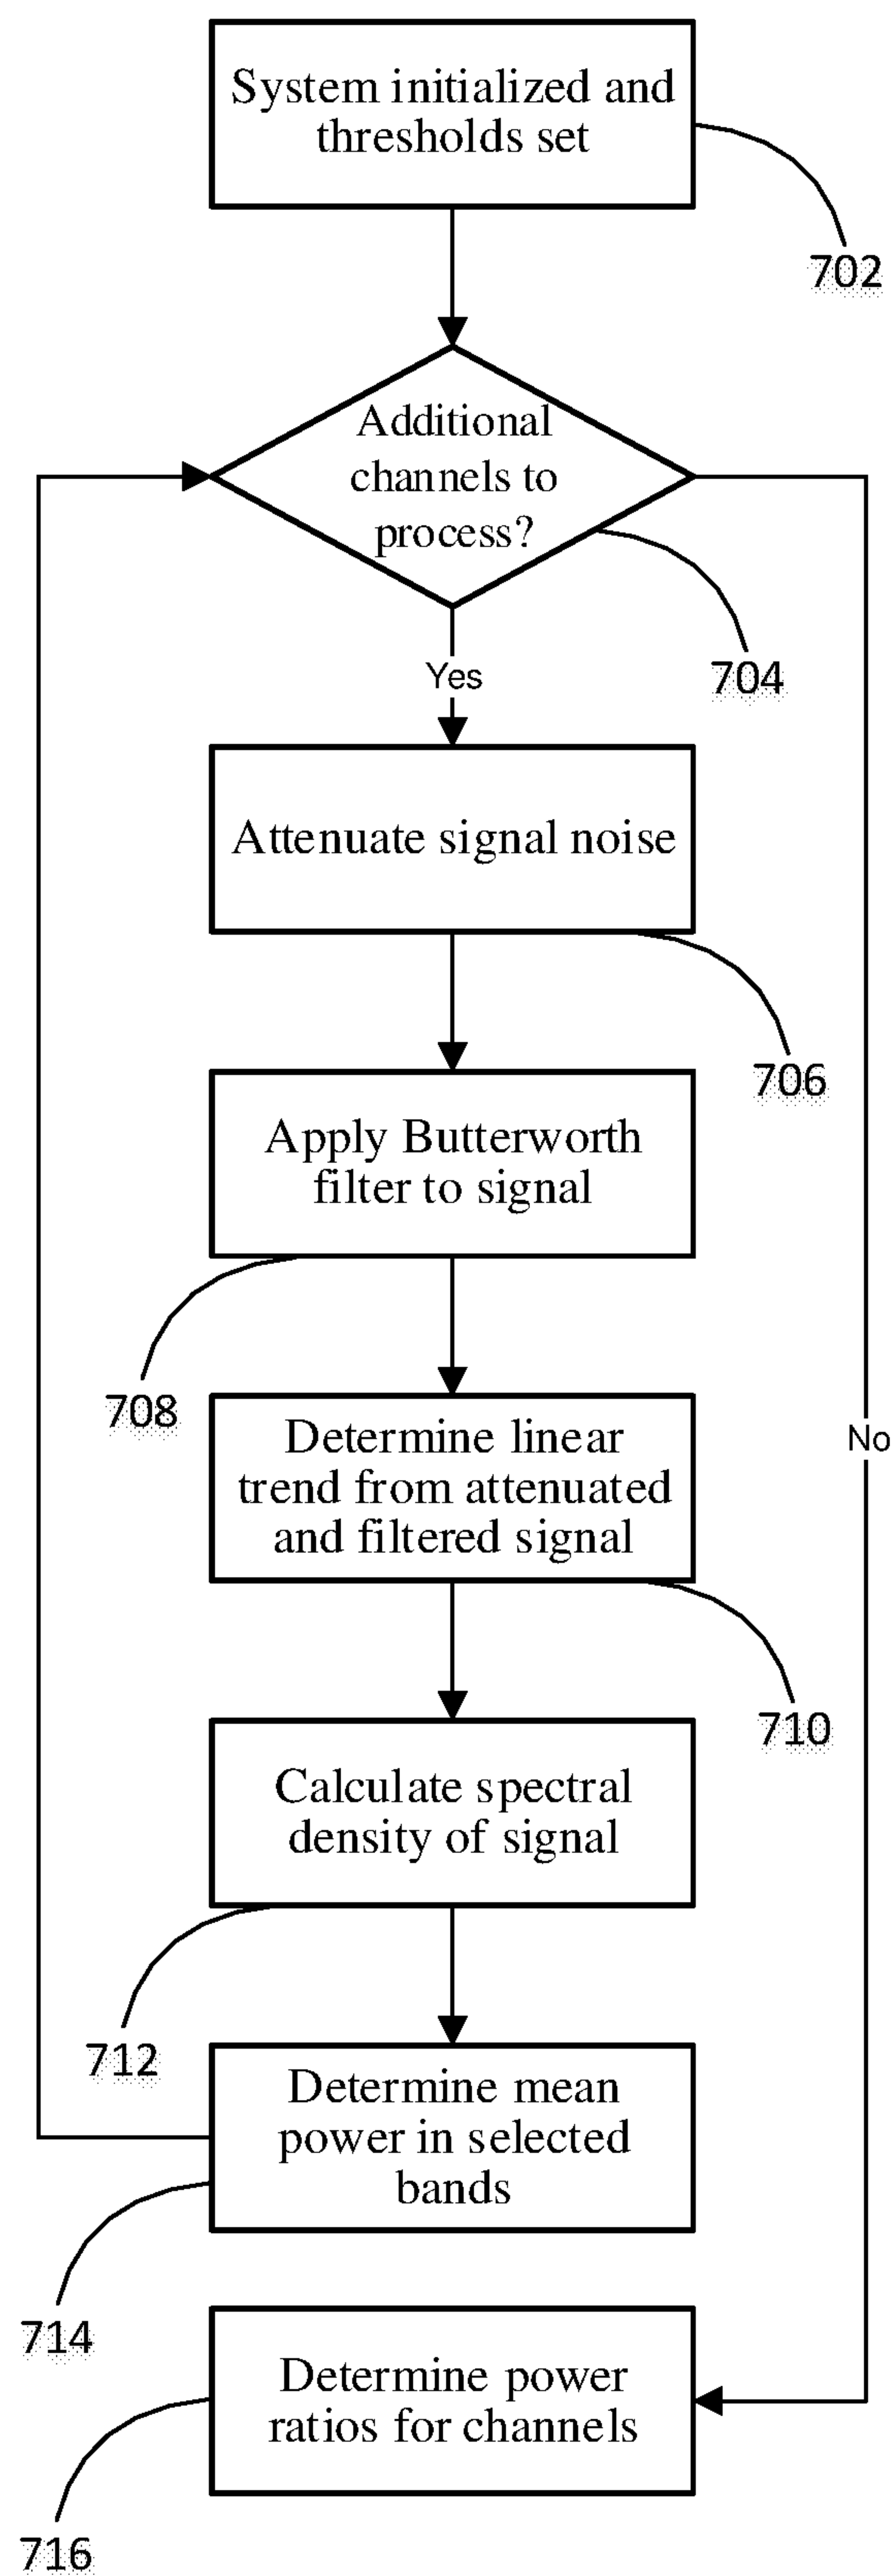 System initialized and
thresholds set
702
Additional
channels to
process?
704
Yes
Attenuate signal noise
706
Apply Butterworth
filter to signal
708
Determine linear
trend from attenuated
and filtered signal
No
710
Calculate spectral
density of signal
712
Determine mean
power in selected
bands
714
Determine power
ratios for channels
716